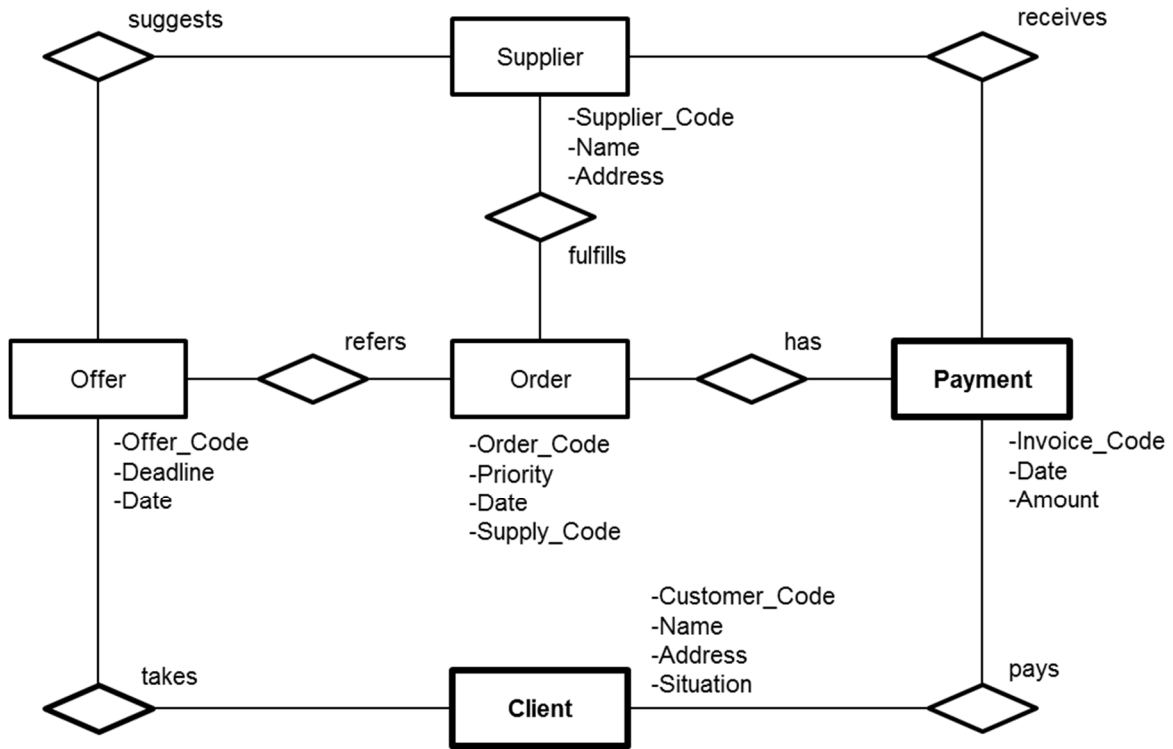 suggests
receives
Supplier
-Supplier_Code
-Name
-Address
fulfills
refers
has
Offer
Order
Payment
-Offer_Code
-Deadline
-Date
-Order_Code
-Priority
-Date
-Supply_Code
-Invoice_Code
-Date
-Amount
-Customer_Code
-Name
-Address
-Situation
takes
pays
Client